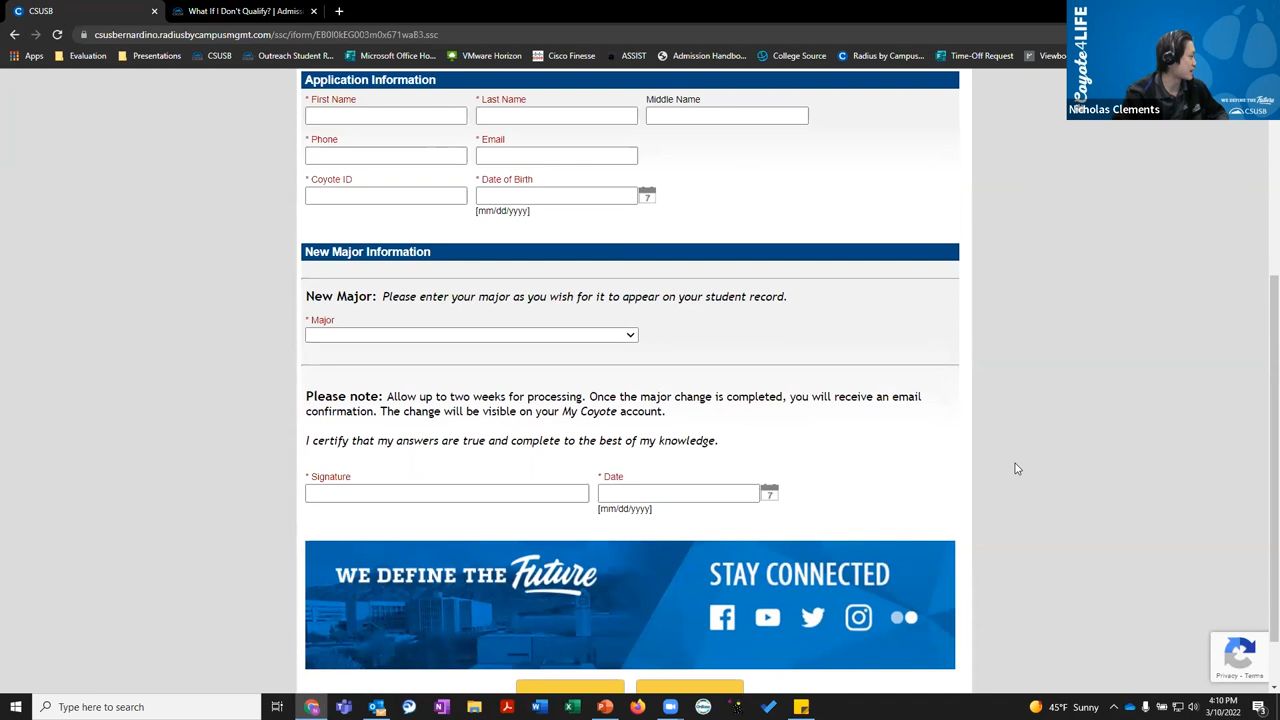 CSUSB
What If I Don't Qualify? | Admiss
csusbernardino.radiusbycampusmgmt.com/ssc/iform/EB0l0kEG003m0x671waB3.ssc
Apps Evaluation Presentations Outreach Student R... Microsoft Office Ho... VMware Horizon Cisco Finesse ASSIST Admission Handboo... College Source Radius by Campus... Time-Off Request Viewbo
Coyote4LIFE
WE DEFINE THE Future
CSUSB
Nicholas Clements
Application Information
* First Name * Last Name Middle Name
* Phone * Email
* Coyote ID * Date of Birth
7
[mm/dd/yyyy]
New Major Information
New Major: Please enter your major as you wish for it to appear on your student record.
* Major
Please note: Allow up to two weeks for processing. Once the major change is completed, you will receive an email
confirmation. The change will be visible on your My Coyote account.
I certify that my answers are true and complete to the best of my knowledge.
* Signature * Date
7
[mm/dd/yyyy]
WE DEFINE THE Future STAY CONNECTED
Privacy - Terms
Type here to search
45°F Sunny
4:10 PM
3/10/2022